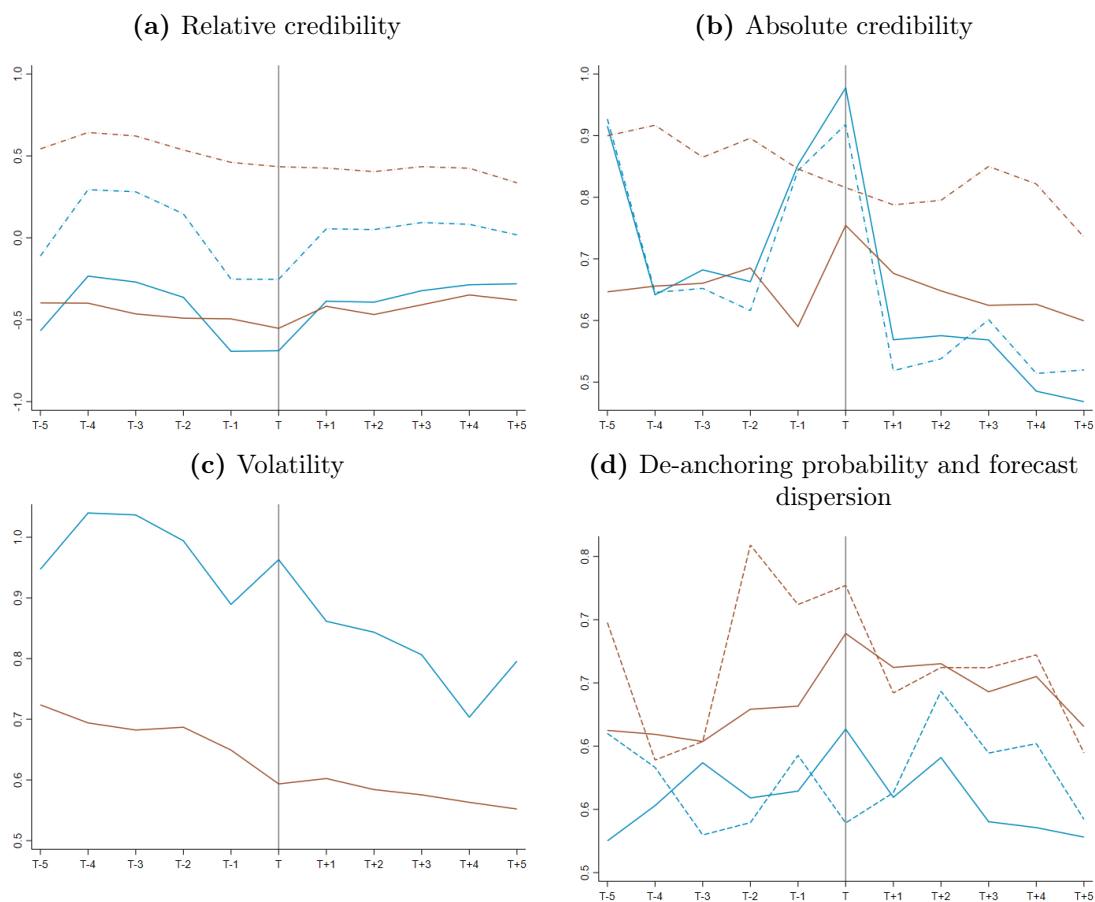 (a) Relative credibility
1.0
0.5
0.0
-0.5
-1.0
T-5 T-4 T-3 T-2 T-1 T T+1 T+2 T+3 T+4 T+5
(b) Absolute credibility
1.0
0.9
0.8
0.7
0.6
0.5
T-5 T-4 T-3 T-2 T-1 T T+1 T+2 T+3 T+4 T+5
(c) Volatility
1.0
0.9
0.8
0.7
0.6
0.5
T-5 T-4 T-3 T-2 T-1 T T+1 T+2 T+3 T+4 T+5
(d) De-anchoring probability and forecast
dispersion
0.8
0.7
0.7
0.6
0.6
0.5
T-5 T-4 T-3 T-2 T-1 T T+1 T+2 T+3 T+4 T+5